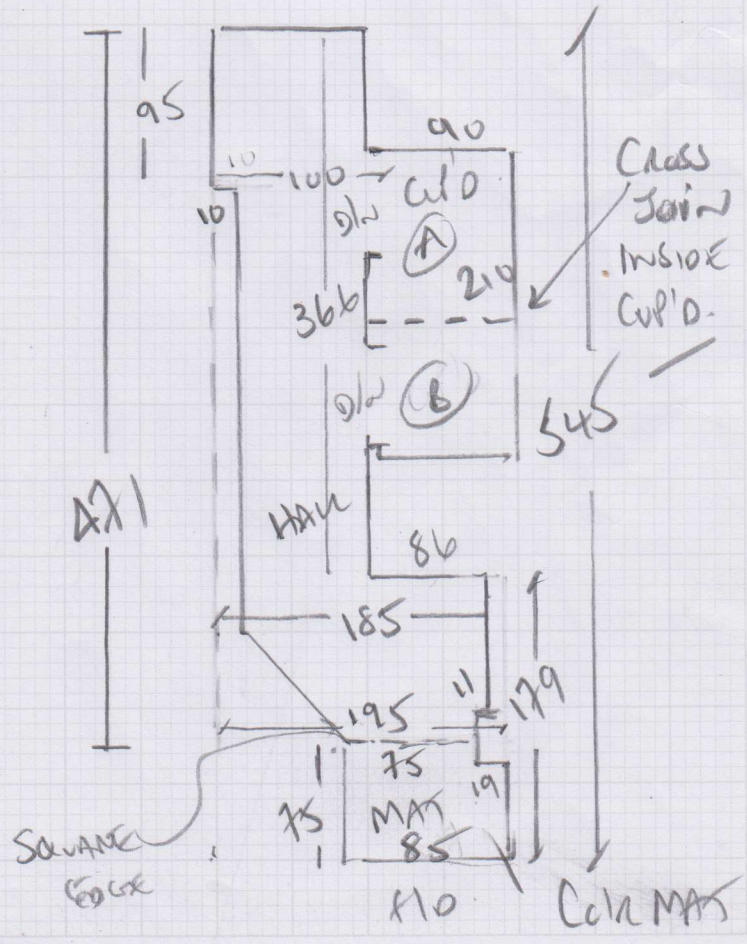 95
90
10
100
CUP'D
D/W
A
10
CROSS
JOIN
INSIDE
CUP'D.
210
366
D/W
B
545
471
HALL
86
185
11
179
195
75
19
75
MAT
85
SQUARE
EDGE
F/D
COIR MAT